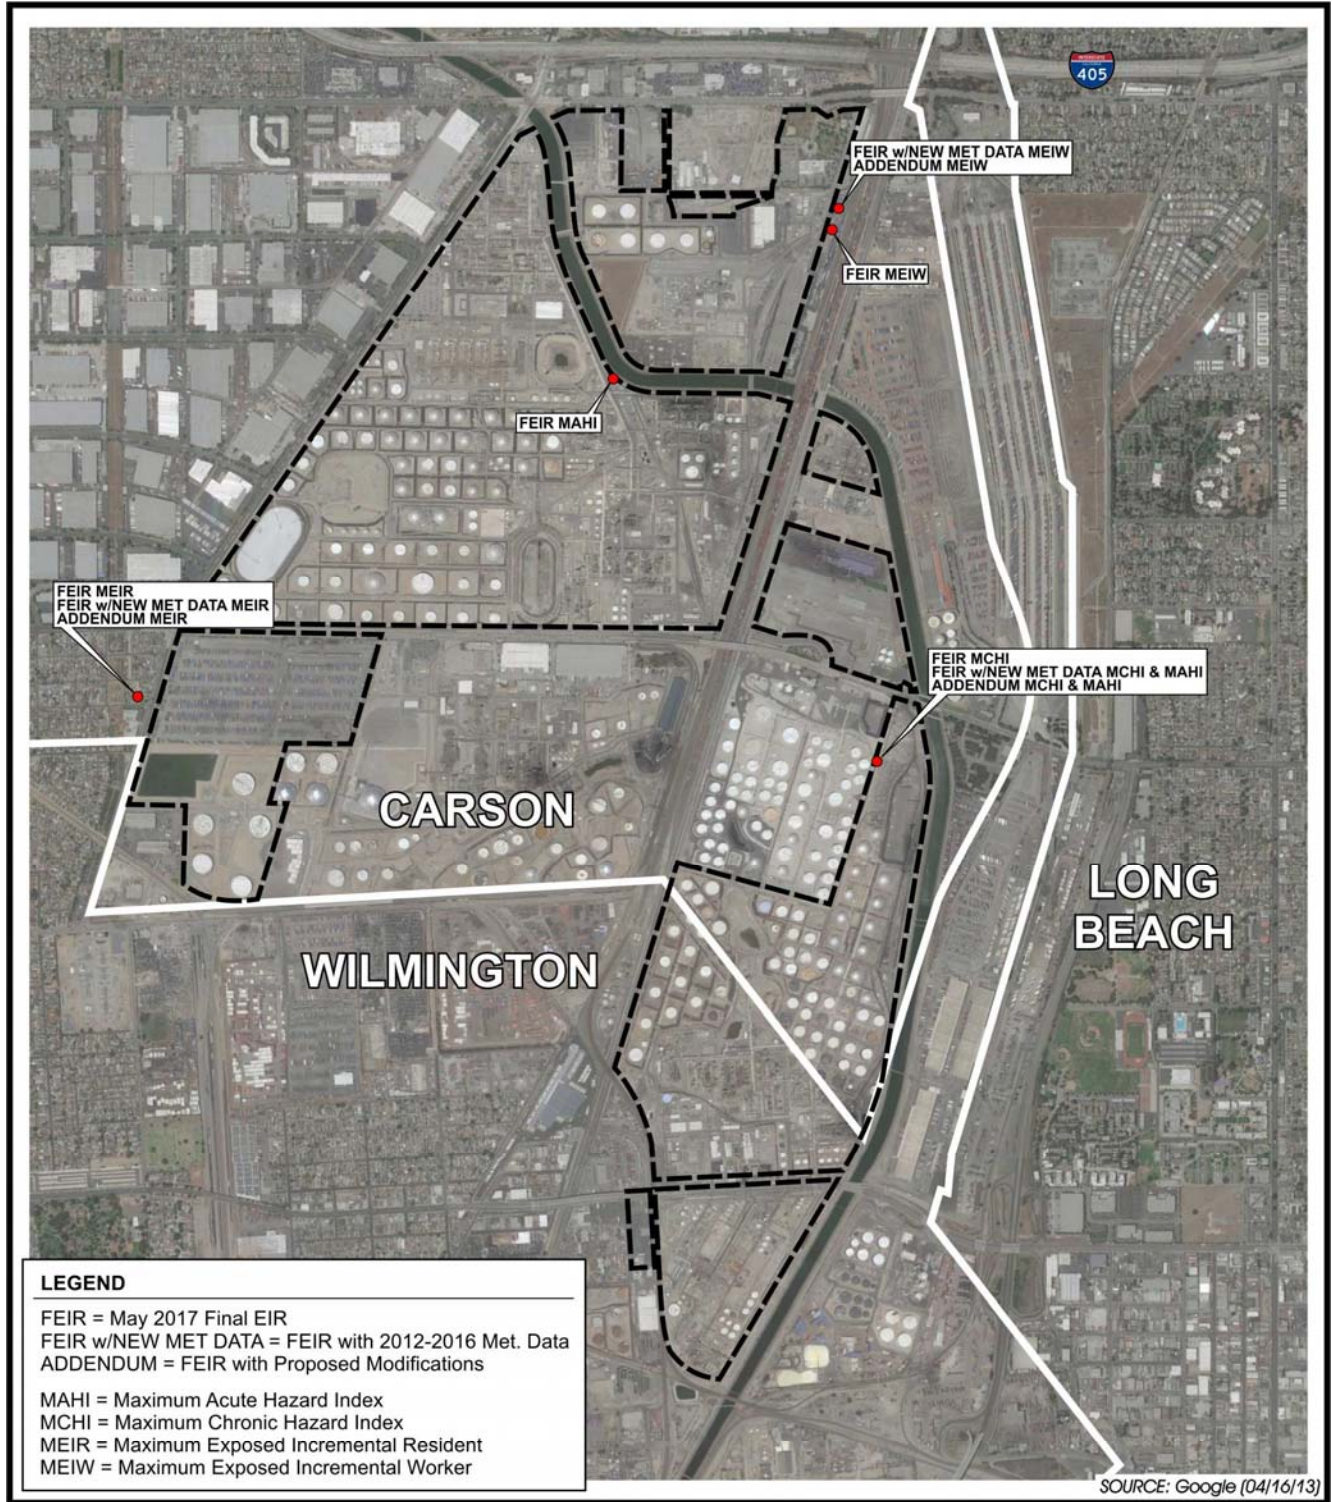 INTERSTATE
CALIFORNIA
405
FEIR w/NEW MET DATA MEIW
ADDENDUM MEIW
FEIR MEIW
FEIR MAHI
FEIR MEIR
FEIR w/NEW MET DATA MEIR
ADDENDUM MEIR
FEIR MCHI
FEIR w/NEW MET DATA MCHI & MAHI
ADDENDUM MCHI & MAHI
CARSON
LONG
BEACH
WILMINGTON
LEGEND
FEIR = May 2017 Final EIR
FEIR w/NEW MET DATA = FEIR with 2012-2016 Met. Data
ADDENDUM = FEIR with Proposed Modifications
MAHI = Maximum Acute Hazard Index
MCHI = Maximum Chronic Hazard Index
MEIR = Maximum Exposed Incremental Resident
MEIW = Maximum Exposed Incremental Worker
SOURCE: Google (04/16/13)